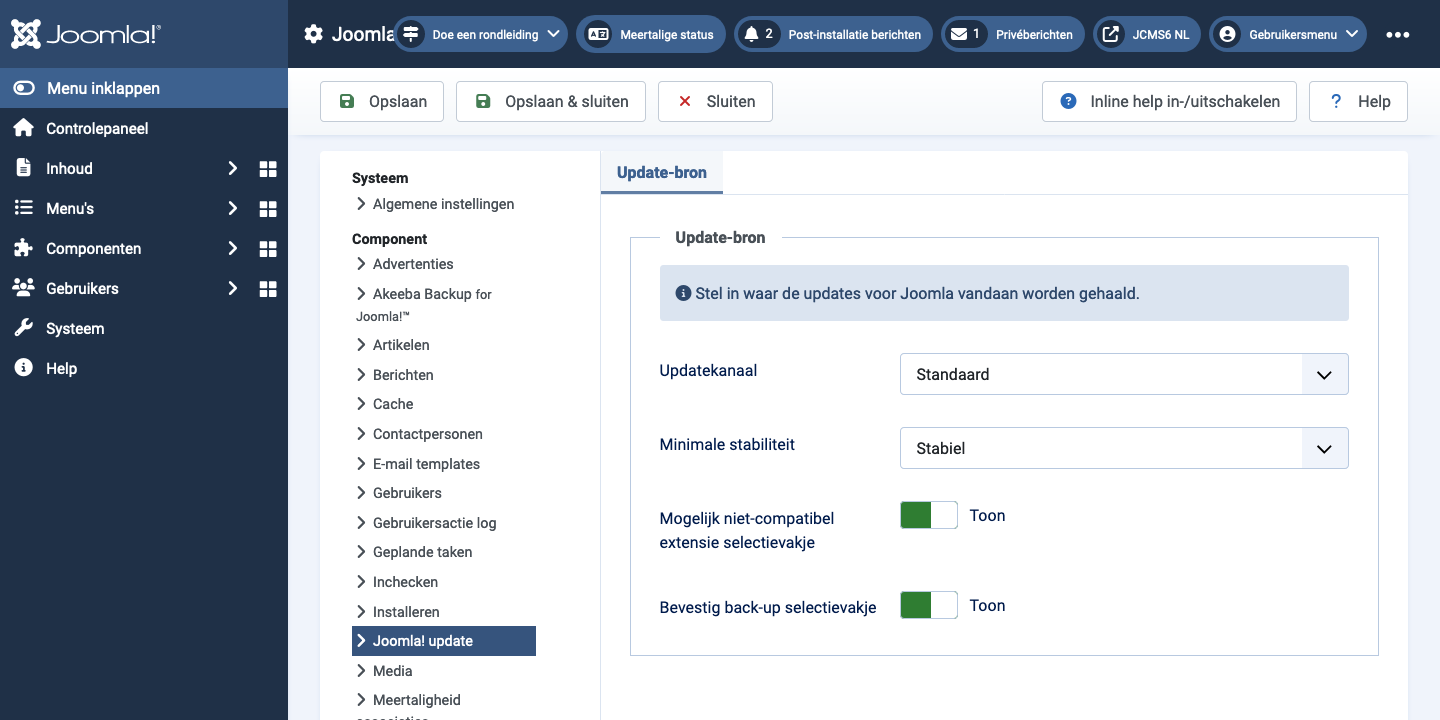 Joomla!®
Joomla
Doe een rondleiding
Meertalige status
2 Post-installatie berichten
1 Privéberichten
JCMS6 NL
Gebruikersmenu
Menu inklappen
Controlepaneel
Inhoud
Menu's
Componenten
Gebruikers
Systeem
Help
Opslaan
Opslaan & sluiten
Sluiten
Inline help in-/uitschakelen
? Help
Systeem
Algemene instellingen
Component
Advertenties
Akeeba Backup for
Joomla!™
Artikelen
Berichten
Cache
Contactpersonen
E-mail templates
Gebruikers
Gebruikersactie log
Geplande taken
Inchecken
Installeren
Joomla! update
Media
Meertaligheid
Update-bron
Update-bron
Stel in waar de updates voor Joomla vandaan worden gehaald.
Updatekanaal
Standaard
Minimale stabiliteit
Stabiel
Mogelijk niet-compatibel
extensie selectievakje
Toon
Bevestig back-up selectievakje
Toon